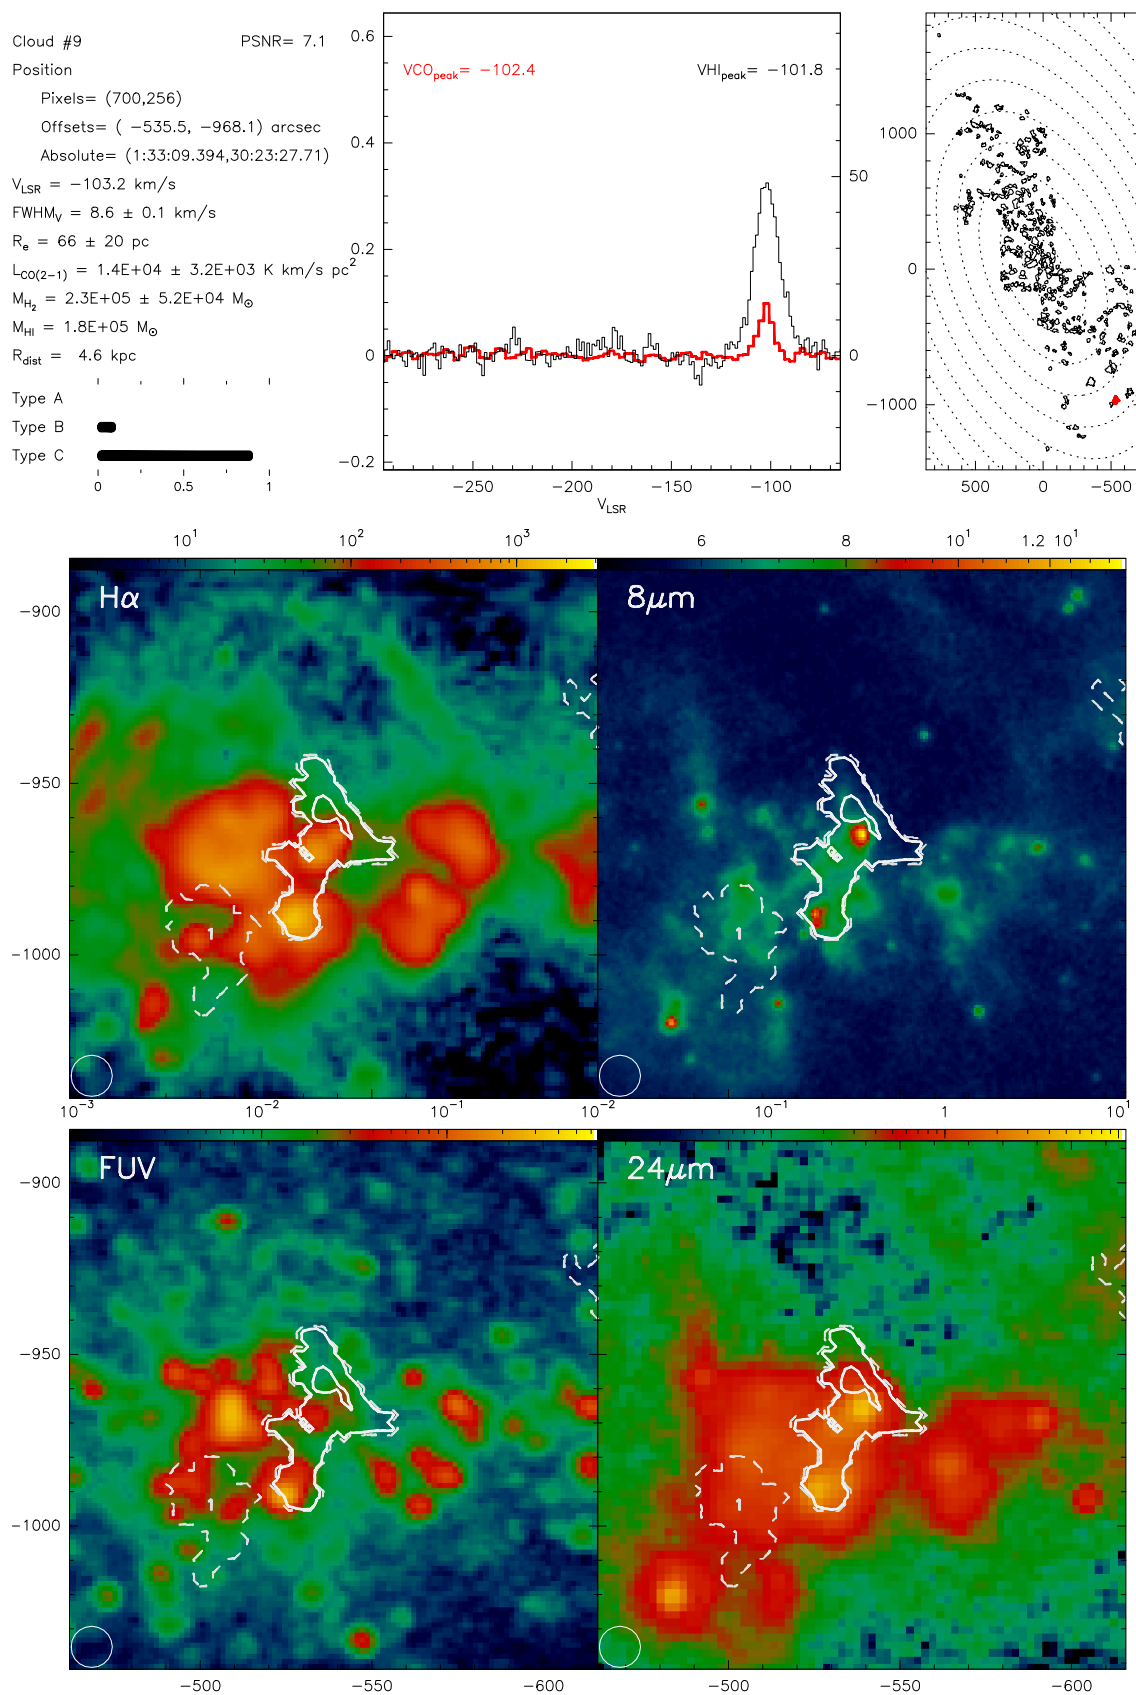 Cloud #9 PSNR= 7.1
Position
Pixels= (700,256)
Offsets= ( −535.5, −968.1) arcsec
Absolute= (1:33:09.394,30:23:27.71)
V_LSR = −103.2 km/s
FWHM_V = 8.6 ± 0.1 km/s
R_e = 66 ± 20 pc
L_CO(2−1) = 1.4E+04 ± 3.2E+03 K km/s pc²
M_H₂ = 2.3E+05 ± 5.2E+04 M⊙
M_HI = 1.8E+05 M⊙
R_dist = 4.6 kpc
Type A
Type B
Type C
0 0.5 1
VCO_peak= −102.4 VHI_peak= −101.8
0.6
0.4
0.2
0
−0.2
50
0
−250 −200 −150 −100
V_LSR
1000
0
−1000
500 0 −500
10¹ 10² 10³
6 8 10¹ 1.2 10¹
Hα
8μm
−900
−950
−1000
1
1
10⁻³ 10⁻² 10⁻¹
10⁻² 10⁻¹ 1 10¹
FUV
24μm
−900
−950
−1000
1
1
−500 −550 −600
−500 −550 −600